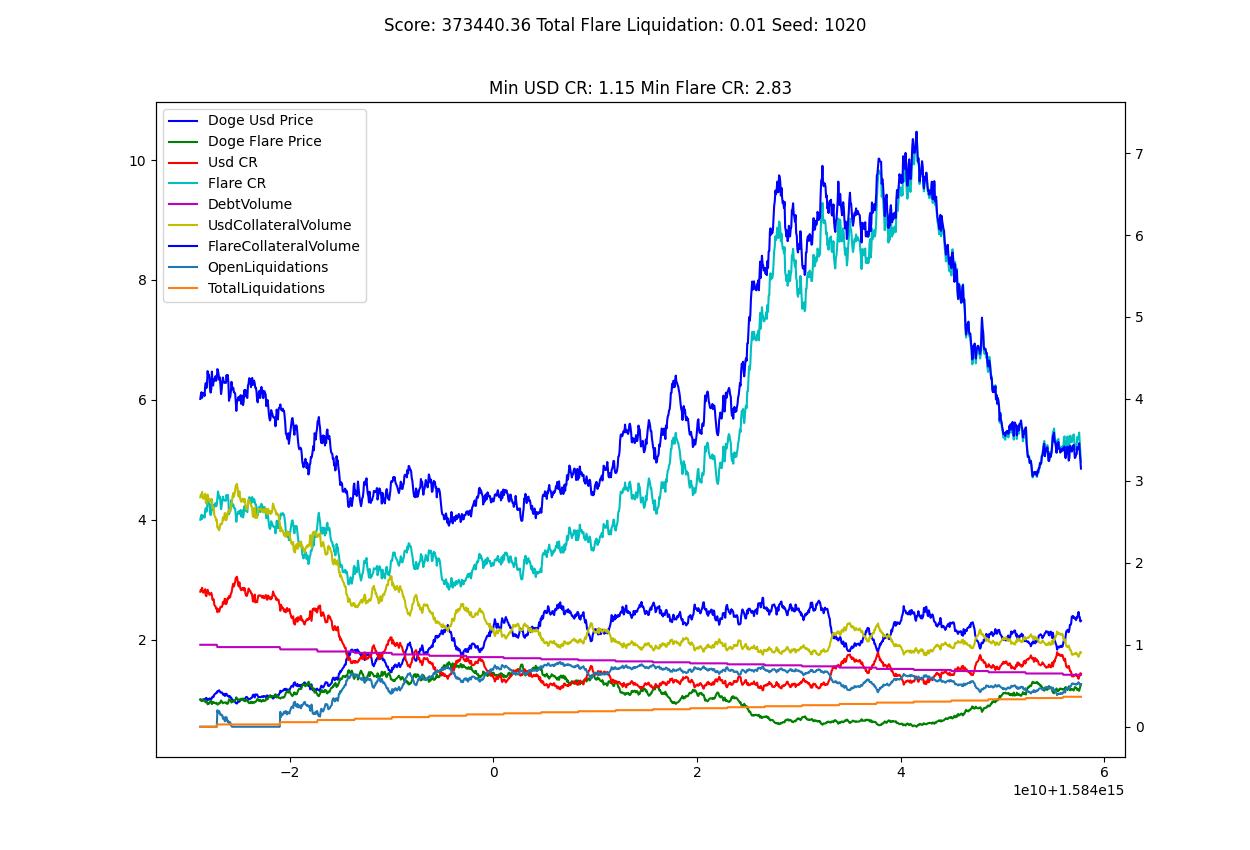 Score: 373440.36 Total Flare Liquidation: 0.01 Seed: 1020
Min USD CR: 1.15 Min Flare CR: 2.83
Doge Usd Price
Doge Flare Price
Usd CR
Flare CR
DebtVolume
UsdCollateralVolume
FlareCollateralVolume
OpenLiquidations
TotalLiquidations
10
8
6
4
2
7
6
5
4
3
2
1
0
−2
0
2
4
6
1e10+1.584e15